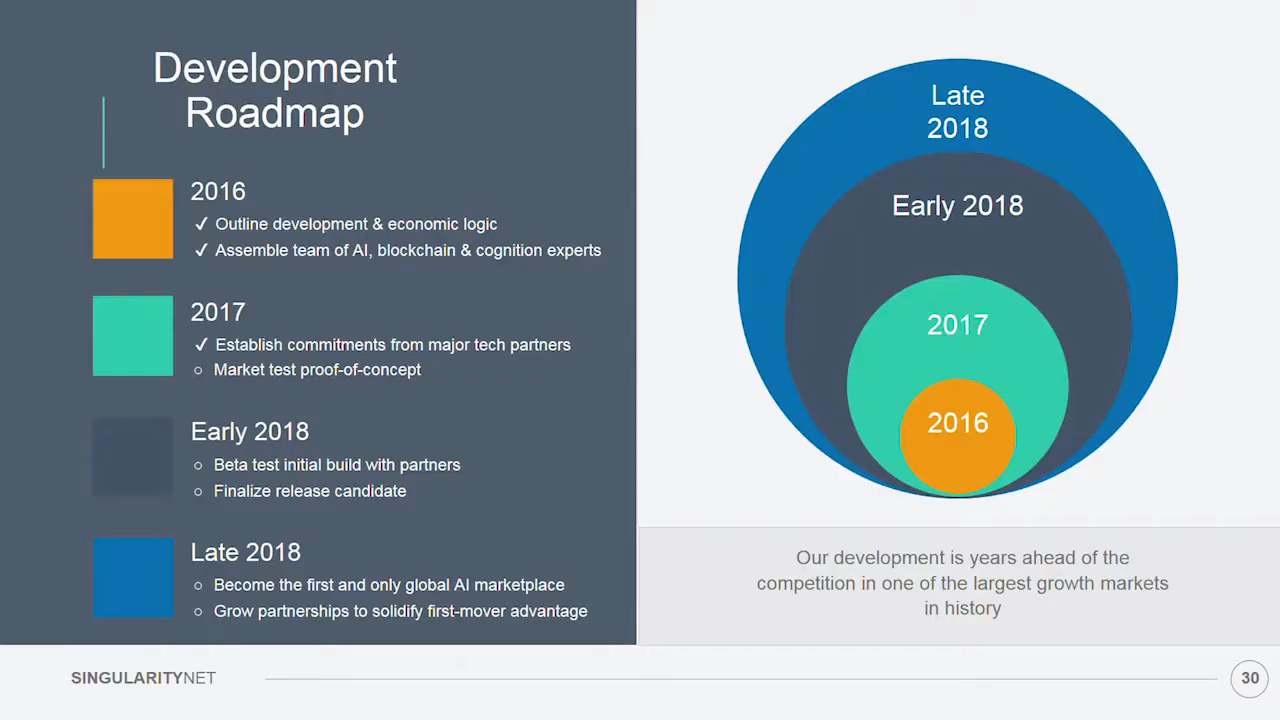 Development
Roadmap
2016
✓ Outline development & economic logic
✓ Assemble team of AI, blockchain & cognition experts
2017
✓ Establish commitments from major tech partners
○ Market test proof-of-concept
Early 2018
○ Beta test initial build with partners
○ Finalize release candidate
Late 2018
○ Become the first and only global AI marketplace
○ Grow partnerships to solidify first-mover advantage
Late
2018
Early 2018
2017
2016
Our development is years ahead of the
competition in one of the largest growth markets
in history
SINGULARITYNET
30